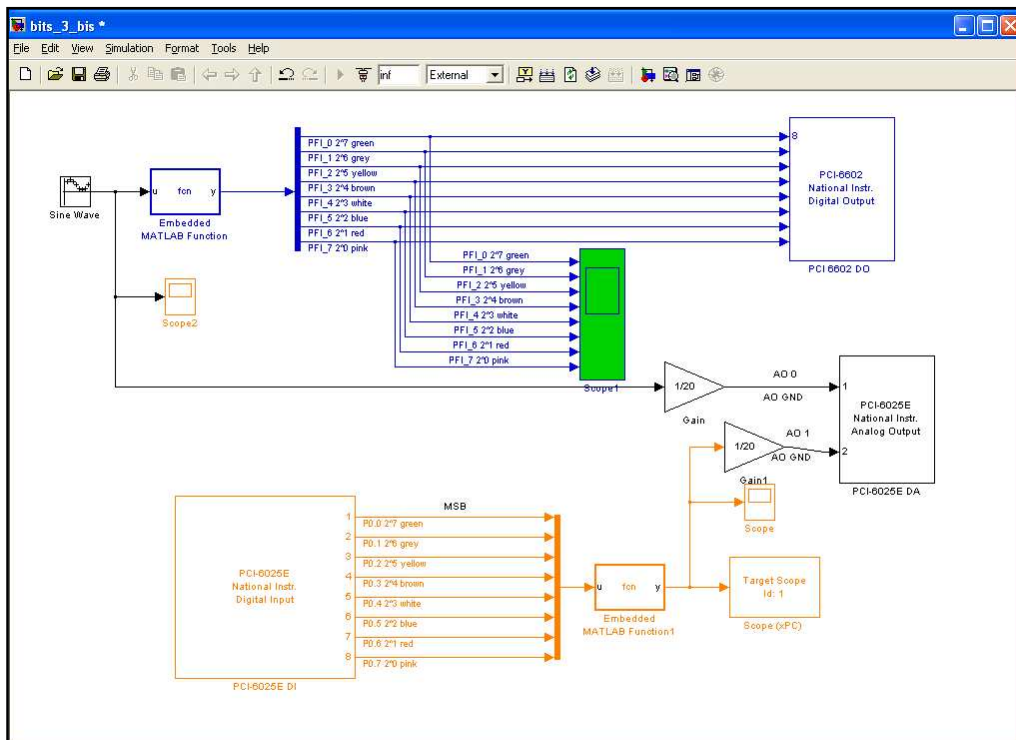 bits_3_bis *
File Edit View Simulation Format Tools Help
inf
External
PFI_0 2^7 green
PFI_1 2^6 grey
PFI_2 2^5 yellow
PFI_3 2^4 brown
PFI_4 2^3 white
PFI_5 2^2 blue
PFI_6 2^1 red
PFI_7 2^0 pink
8
PCI-6602
National Instr.
Digital Output
PCI 6602 DO
Sine Wave
u fcn y
Embedded
MATLAB Function
Scope2
PFI_0 2^7 green
PFI_1 2^6 grey
PFI_2 2^5 yellow
PFI_3 2^4 brown
PFI_4 2^3 white
PFI_5 2^2 blue
PFI_6 2^1 red
PFI_7 2^0 pink
Scope1
1/20
Gain
AO 0
AO GND
1/20
Gain1
AO 1
AO GND
1
2
PCI-6025E
National Instr.
Analog Output
PCI-6025E DA
Scope
PCI-6025E
National Instr.
Digital Input
PCI-6025E DI
MSB
1 P0.0 2^7 green
2 P0.1 2^6 grey
3 P0.2 2^5 yellow
4 P0.3 2^4 brown
5 P0.4 2^3 white
6 P0.5 2^2 blue
7 P0.6 2^1 red
8 P0.7 2^0 pink
u fcn y
Embedded
MATLAB Function1
Target Scope
Id: 1
Scope (xPC)